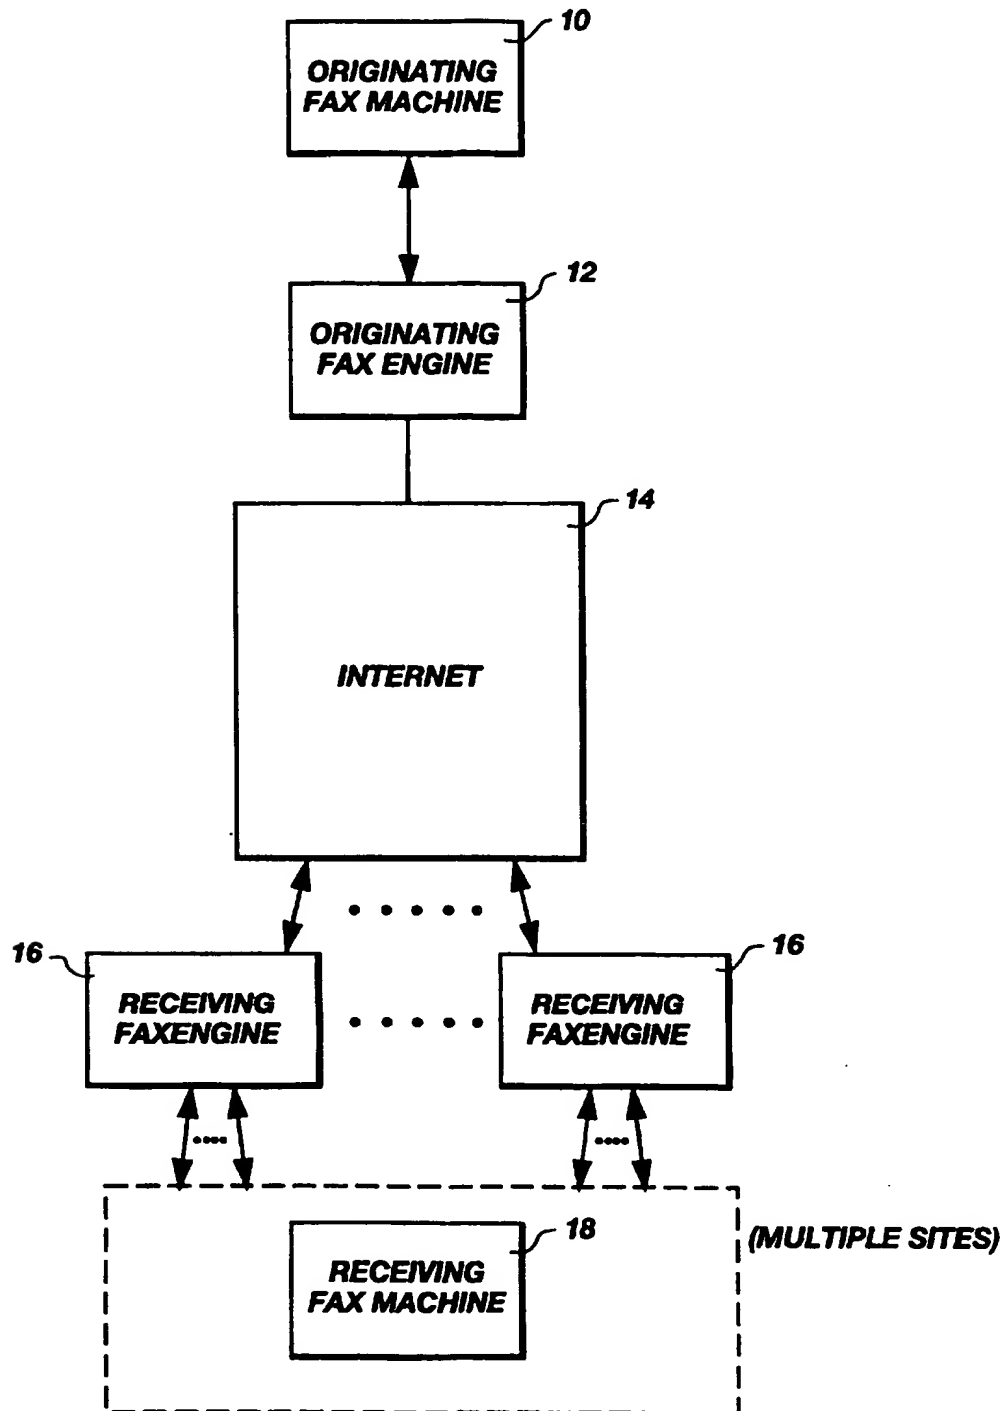 10
ORIGINATING
FAX MACHINE
12
ORIGINATING
FAX ENGINE
14
INTERNET
16
RECEIVING
FAXENGINE
16
RECEIVING
FAXENGINE
18
RECEIVING
FAX MACHINE
(MULTIPLE SITES)